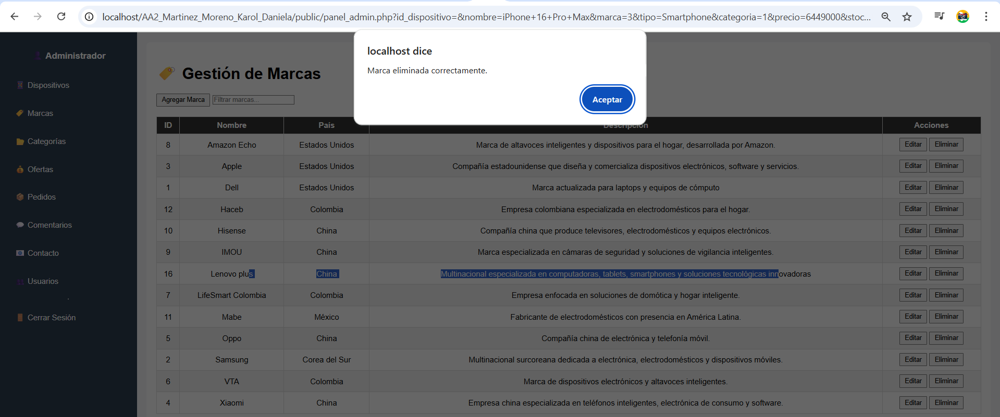 localhost/AA2_Martinez_Moreno_Karol_Daniela/public/panel_admin.php?id_dispositivo=&nombre=iPhone+16+Pro+Max&marca=3&tipo=Smartphone&categoria=1&precio=6449000&stoc...
localhost dice
Marca eliminada correctamente.
Aceptar
Administrador
Dispositivos
Marcas
Categorías
Ofertas
Pedidos
Comentarios
Contacto
Usuarios
Cerrar Sesión
Gestión de Marcas
Agregar Marca Filtrar marcas...
ID Nombre País Descripción Acciones
8 Amazon Echo Estados Unidos Marca de altavoces inteligentes y dispositivos para el hogar, desarrollada por Amazon. Editar Eliminar
3 Apple Estados Unidos Compañía estadounidense que diseña y comercializa dispositivos electrónicos, software y servicios. Editar Eliminar
1 Dell Estados Unidos Marca actualizada para laptops y equipos de cómputo Editar Eliminar
12 Haceb Colombia Empresa colombiana especializada en electrodomésticos para el hogar. Editar Eliminar
10 Hisense China Compañía china que produce televisores, electrodomésticos y equipos electrónicos. Editar Eliminar
9 IMOU China Marca especializada en cámaras de seguridad y soluciones de vigilancia inteligentes. Editar Eliminar
16 Lenovo plus China Multinacional especializada en computadoras, tablets, smartphones y soluciones tecnológicas innovadoras Editar Eliminar
7 LifeSmart Colombia Colombia Empresa enfocada en soluciones de domótica y hogar inteligente. Editar Eliminar
11 Mabe México Fabricante de electrodomésticos con presencia en América Latina. Editar Eliminar
5 Oppo China Compañía china de electrónica y telefonía móvil. Editar Eliminar
2 Samsung Corea del Sur Multinacional surcoreana dedicada a electrónica, electrodomésticos y dispositivos móviles. Editar Eliminar
6 VTA Colombia Marca de dispositivos electrónicos y altavoces inteligentes. Editar Eliminar
4 Xiaomi China Empresa china especializada en teléfonos inteligentes, electrónica de consumo y software. Editar Eliminar